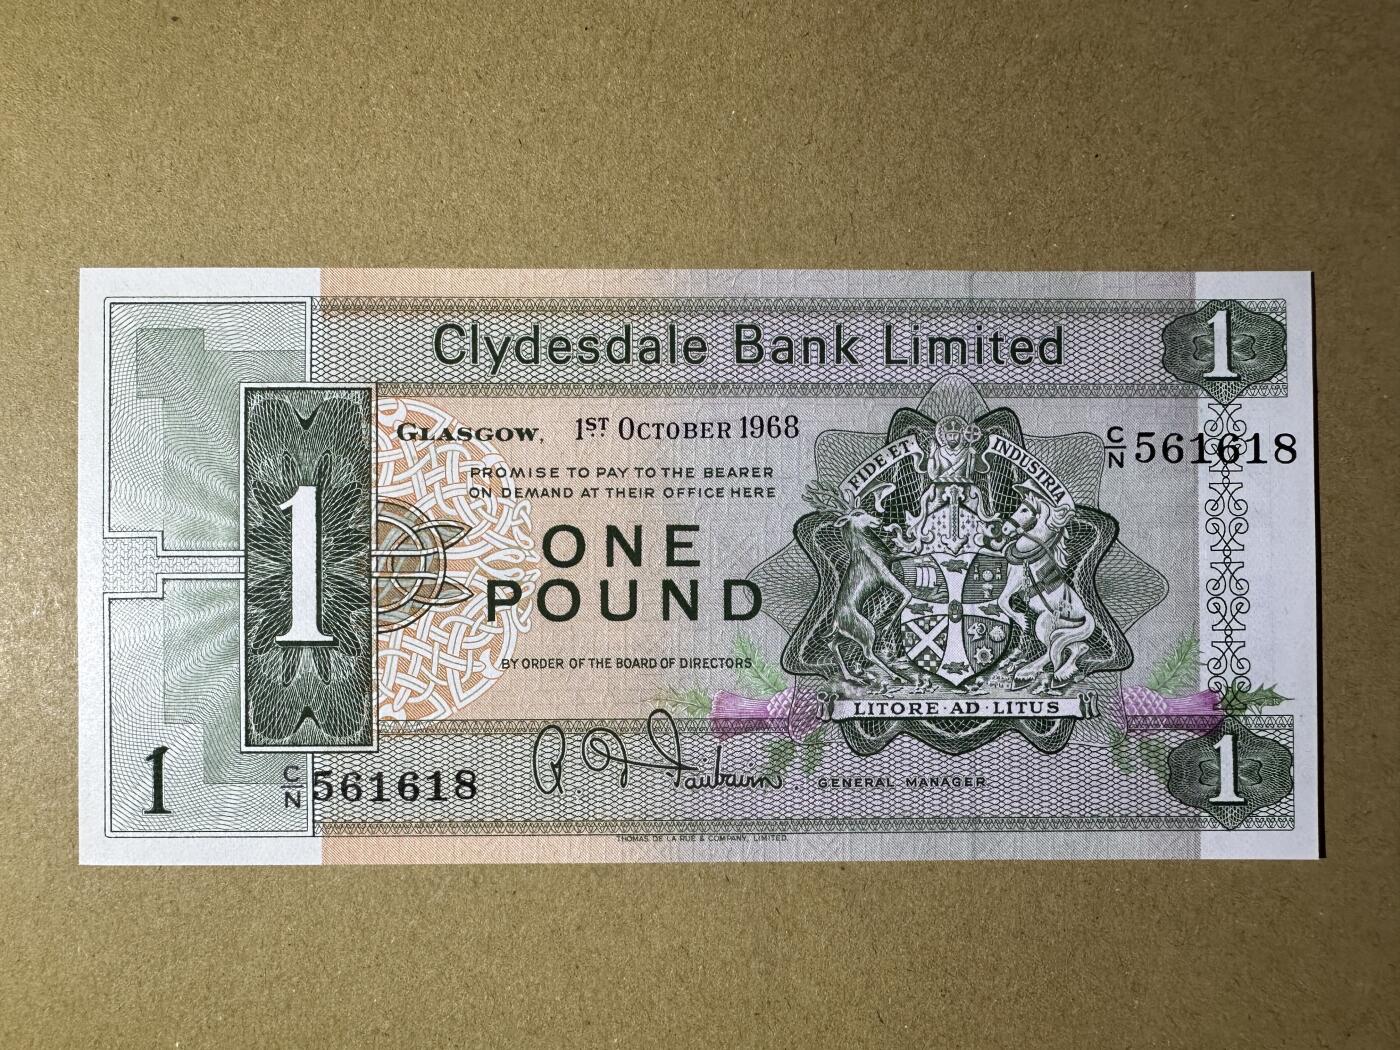 Clydesdale Bank Limited
1
GLASGOW, 1ST OCTOBER 1968
C/N 561618
PROMISE TO PAY TO THE BEARER
ON DEMAND AT THEIR OFFICE HERE
FIDE ET INDUSTRIA
1
ONE
POUND
BY ORDER OF THE BOARD OF DIRECTORS
LITORE·AD·LITUS
1
C/N 561618
A. R. Fairbairn. GENERAL MANAGER
1
THOMAS DE LA RUE & COMPANY, LIMITED.